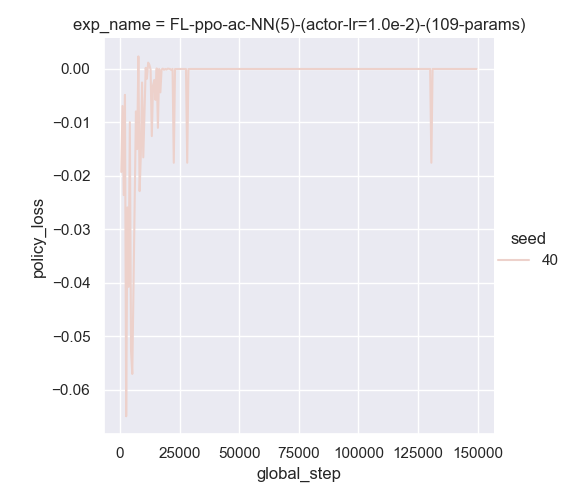 exp_name = FL-ppo-ac-NN(5)-(actor-lr=1.0e-2)-(109-params)
0.00
−0.01
−0.02
−0.03
−0.04
−0.05
−0.06
policy_loss
0 25000 50000 75000 100000 125000 150000
global_step
seed
40